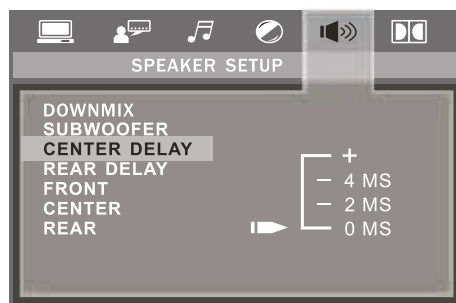 SPEAKER SETUP
DOWNMIX
SUBWOOFER
CENTER DELAY
REAR DELAY
FRONT
CENTER
REAR
+
4 MS
2 MS
0 MS